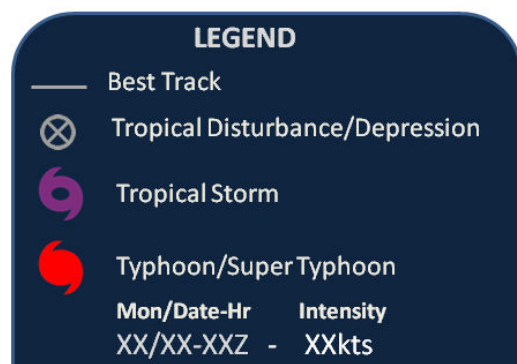 LEGEND
Best Track
Tropical Disturbance/Depression
Tropical Storm
Typhoon/Super Typhoon
Mon/Date-Hr Intensity
XX/XX-XXZ - XXkts